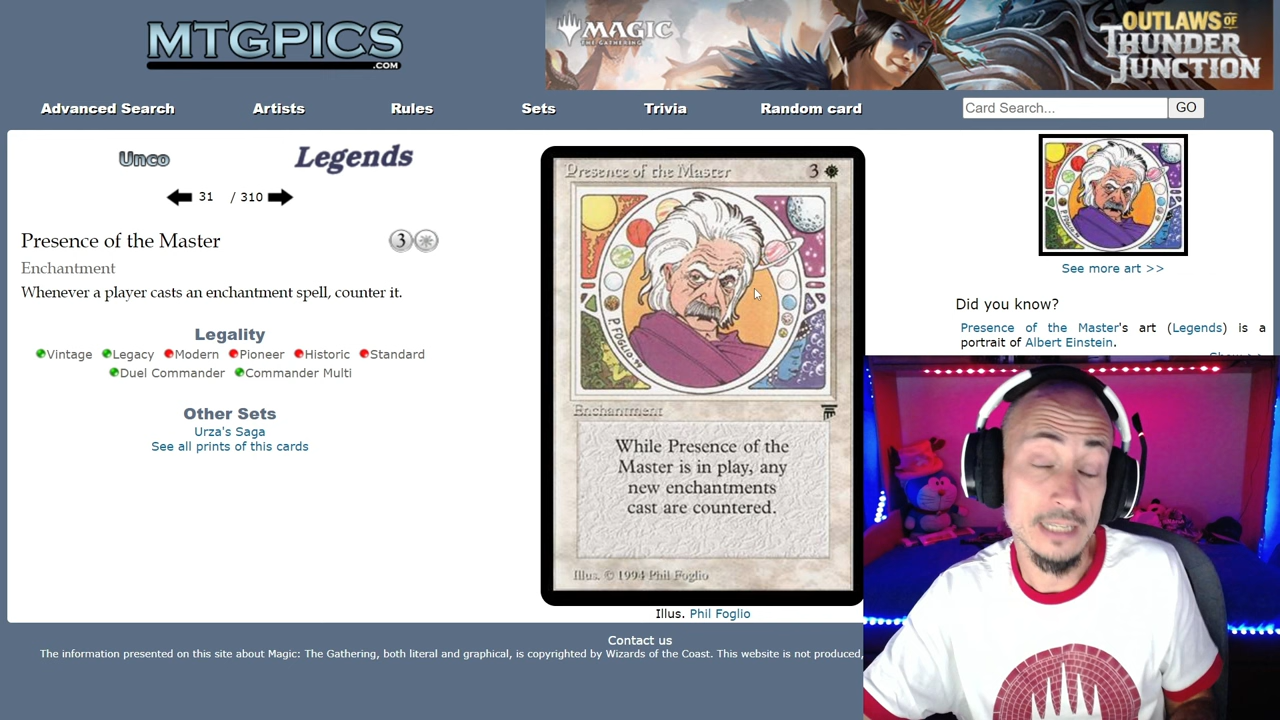 MTGPICS
.COM
MAGIC
THE GATHERING
OUTLAWS OF
THUNDER
JUNCTION
Advanced Search
Artists
Rules
Sets
Trivia
Random card
Card Search...
GO
Unco
Legends
31 / 310
Presence of the Master
3
Enchantment
Whenever a player casts an enchantment spell, counter it.
Legality
Vintage Legacy Modern Pioneer Historic Standard
Duel Commander Commander Multi
Other Sets
Urza's Saga
See all prints of this cards
Presence of the Master 3
P. FOGLIO.94
Enchantment
While Presence of the
Master is in play, any
new enchantments
cast are countered.
Illus. © 1994 Phil Foglio
Illus. Phil Foglio
See more art >>
Did you know?
Presence of the Master's art (Legends) is a
portrait of Albert Einstein.
Contact us
The information presented on this site about Magic: The Gathering, both literal and graphical, is copyrighted by Wizards of the Coast. This website is not produced,